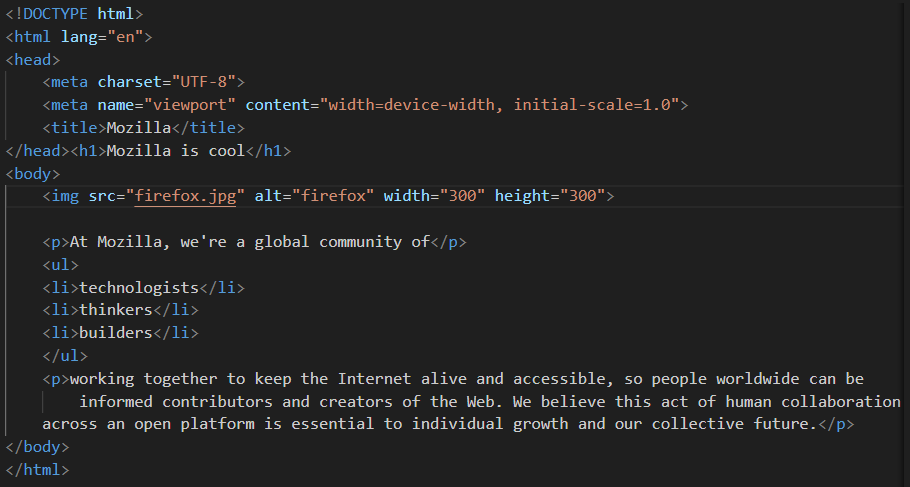 <!DOCTYPE html>
<html lang="en">
<head>
    <meta charset="UTF-8">
    <meta name="viewport" content="width=device-width, initial-scale=1.0">
    <title>Mozilla</title>
</head><h1>Mozilla is cool</h1>
<body>
    <img src="firefox.jpg" alt="firefox" width="300" height="300">

    <p>At Mozilla, we're a global community of</p>
    <ul>
    <li>technologists</li>
    <li>thinkers</li>
    <li>builders</li>
    </ul>
    <p>working together to keep the Internet alive and accessible, so people worldwide can be
        informed contributors and creators of the Web. We believe this act of human collaboration
    across an open platform is essential to individual growth and our collective future.</p>
</body>
</html>